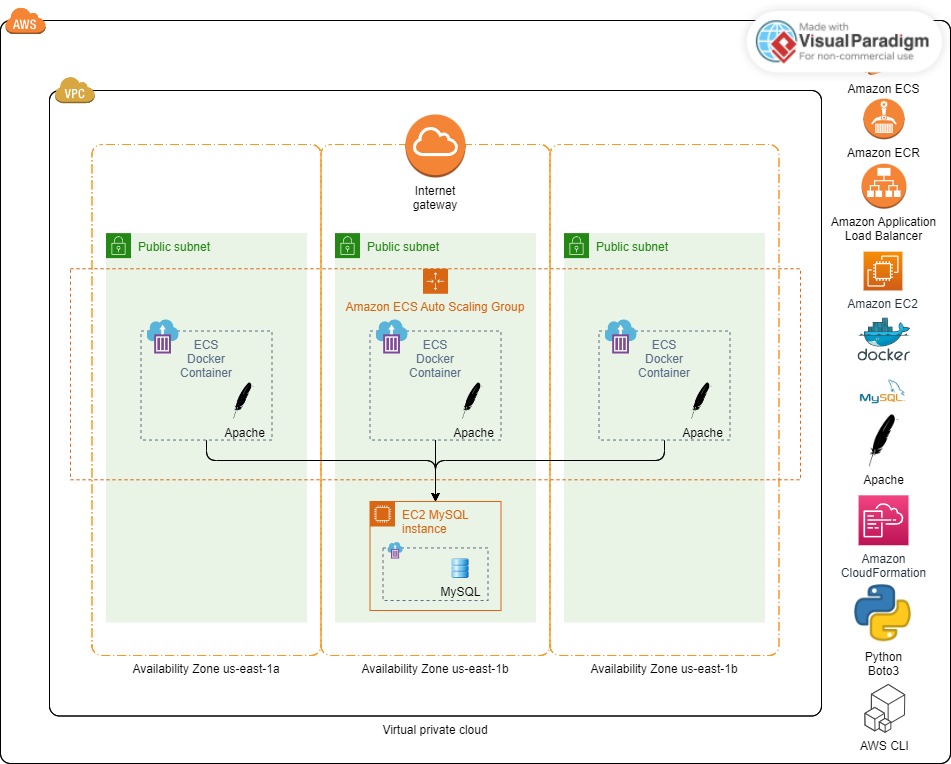 AWS
Made with
VisualParadigm
For non-commercial use
VPC
Internet
gateway
Public subnet
Public subnet
Public subnet
Amazon ECS Auto Scaling Group
ECS
Docker
Container
Apache
ECS
Docker
Container
Apache
ECS
Docker
Container
Apache
EC2 MySQL
instance
MySQL
Availability Zone us-east-1a
Availability Zone us-east-1b
Availability Zone us-east-1b
Virtual private cloud
Amazon ECS
Amazon ECR
Amazon Application
Load Balancer
Amazon EC2
docker
MySQL
Apache
Amazon
CloudFormation
Python
Boto3
AWS CLI